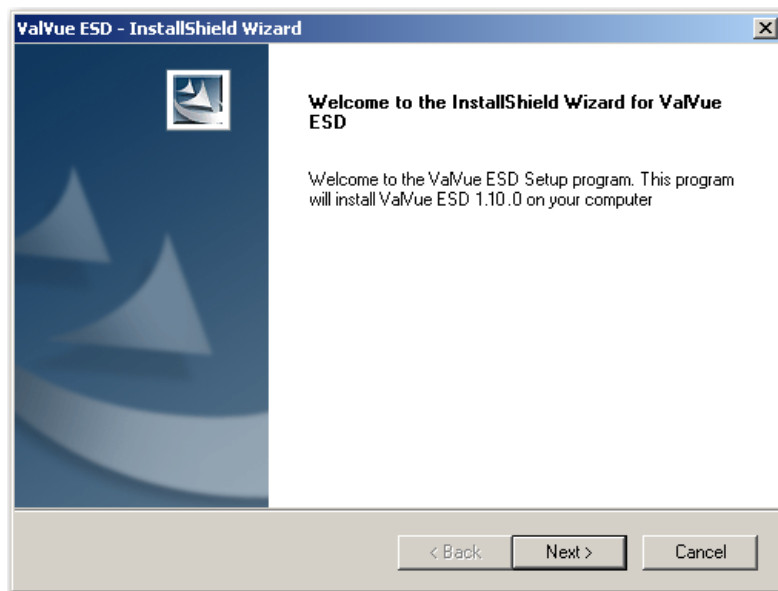 ValVue ESD - InstallShield Wizard
Welcome to the InstallShield Wizard for ValVue
ESD
Welcome to the ValVue ESD Setup program. This program
will install ValVue ESD 1.10.0 on your computer
< Back
Next >
Cancel